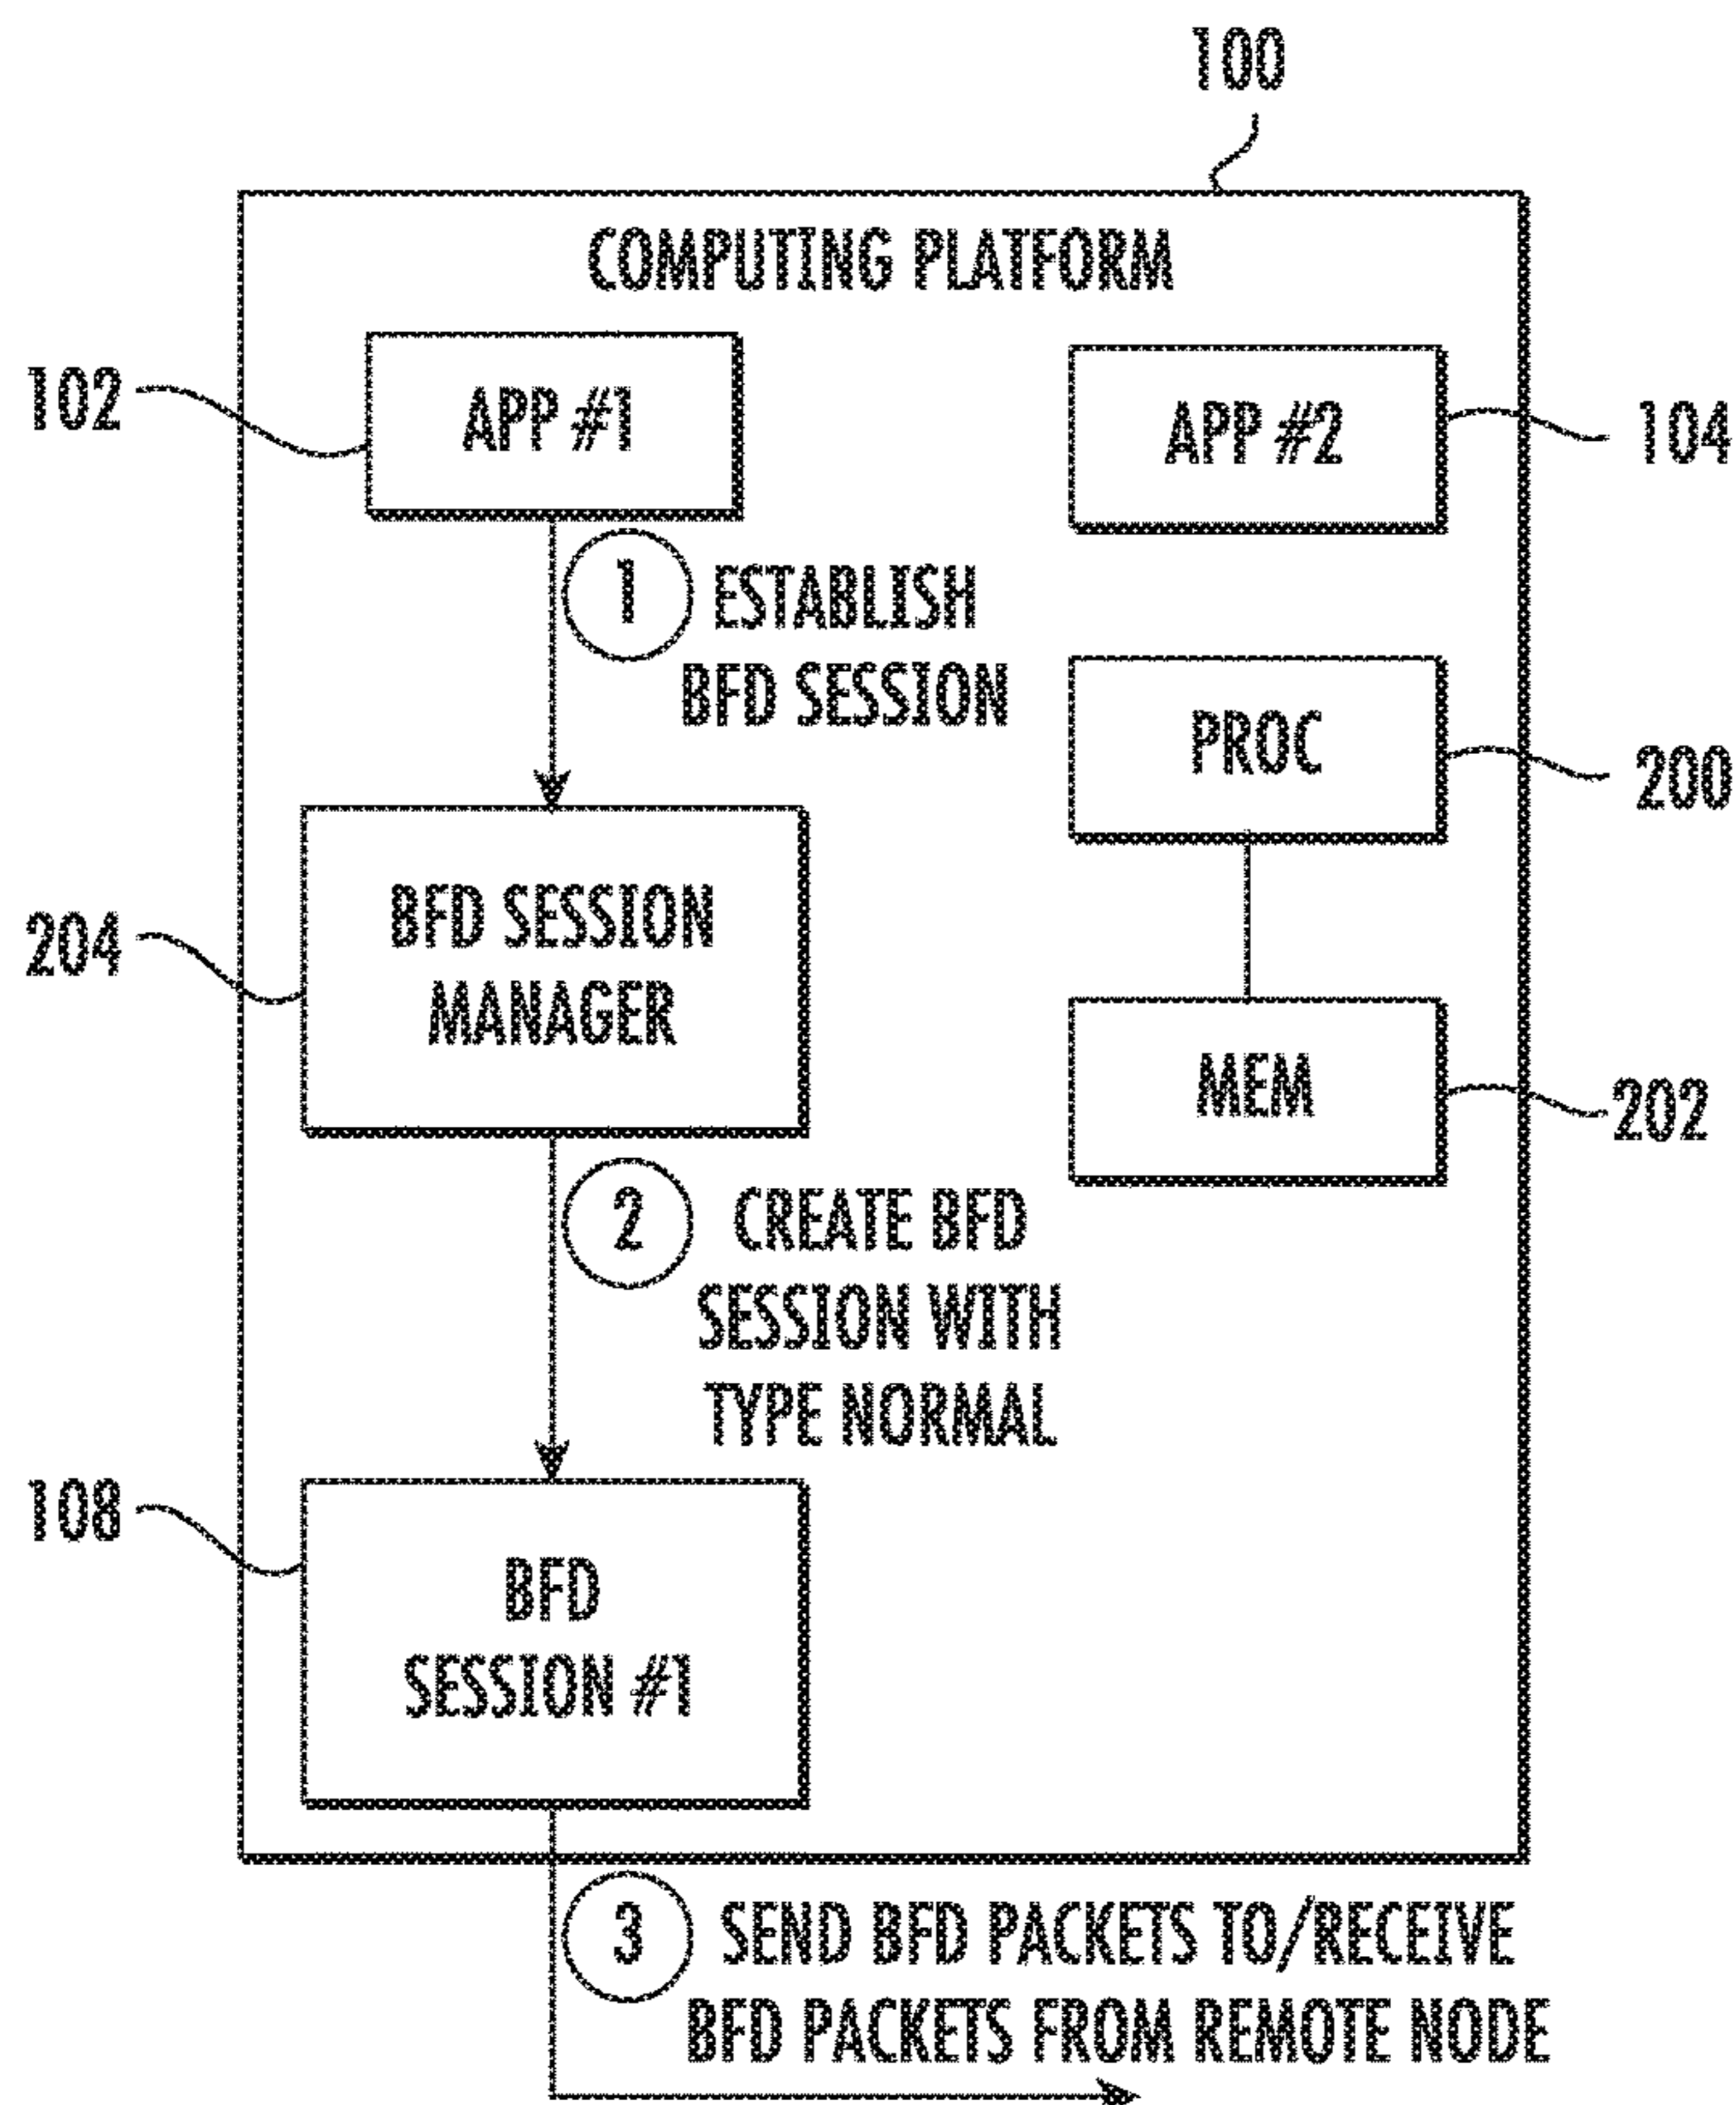 100
COMPUTING PLATFORM
102
APP #1
APP #2
104
1 ESTABLISH
BFD SESSION
PROC
200
204
BFD SESSION
MANAGER
MEM
202
2 CREATE BFD
SESSION WITH
TYPE NORMAL
108
BFD
SESSION #1
3 SEND BFD PACKETS TO/RECEIVE
BFD PACKETS FROM REMOTE NODE